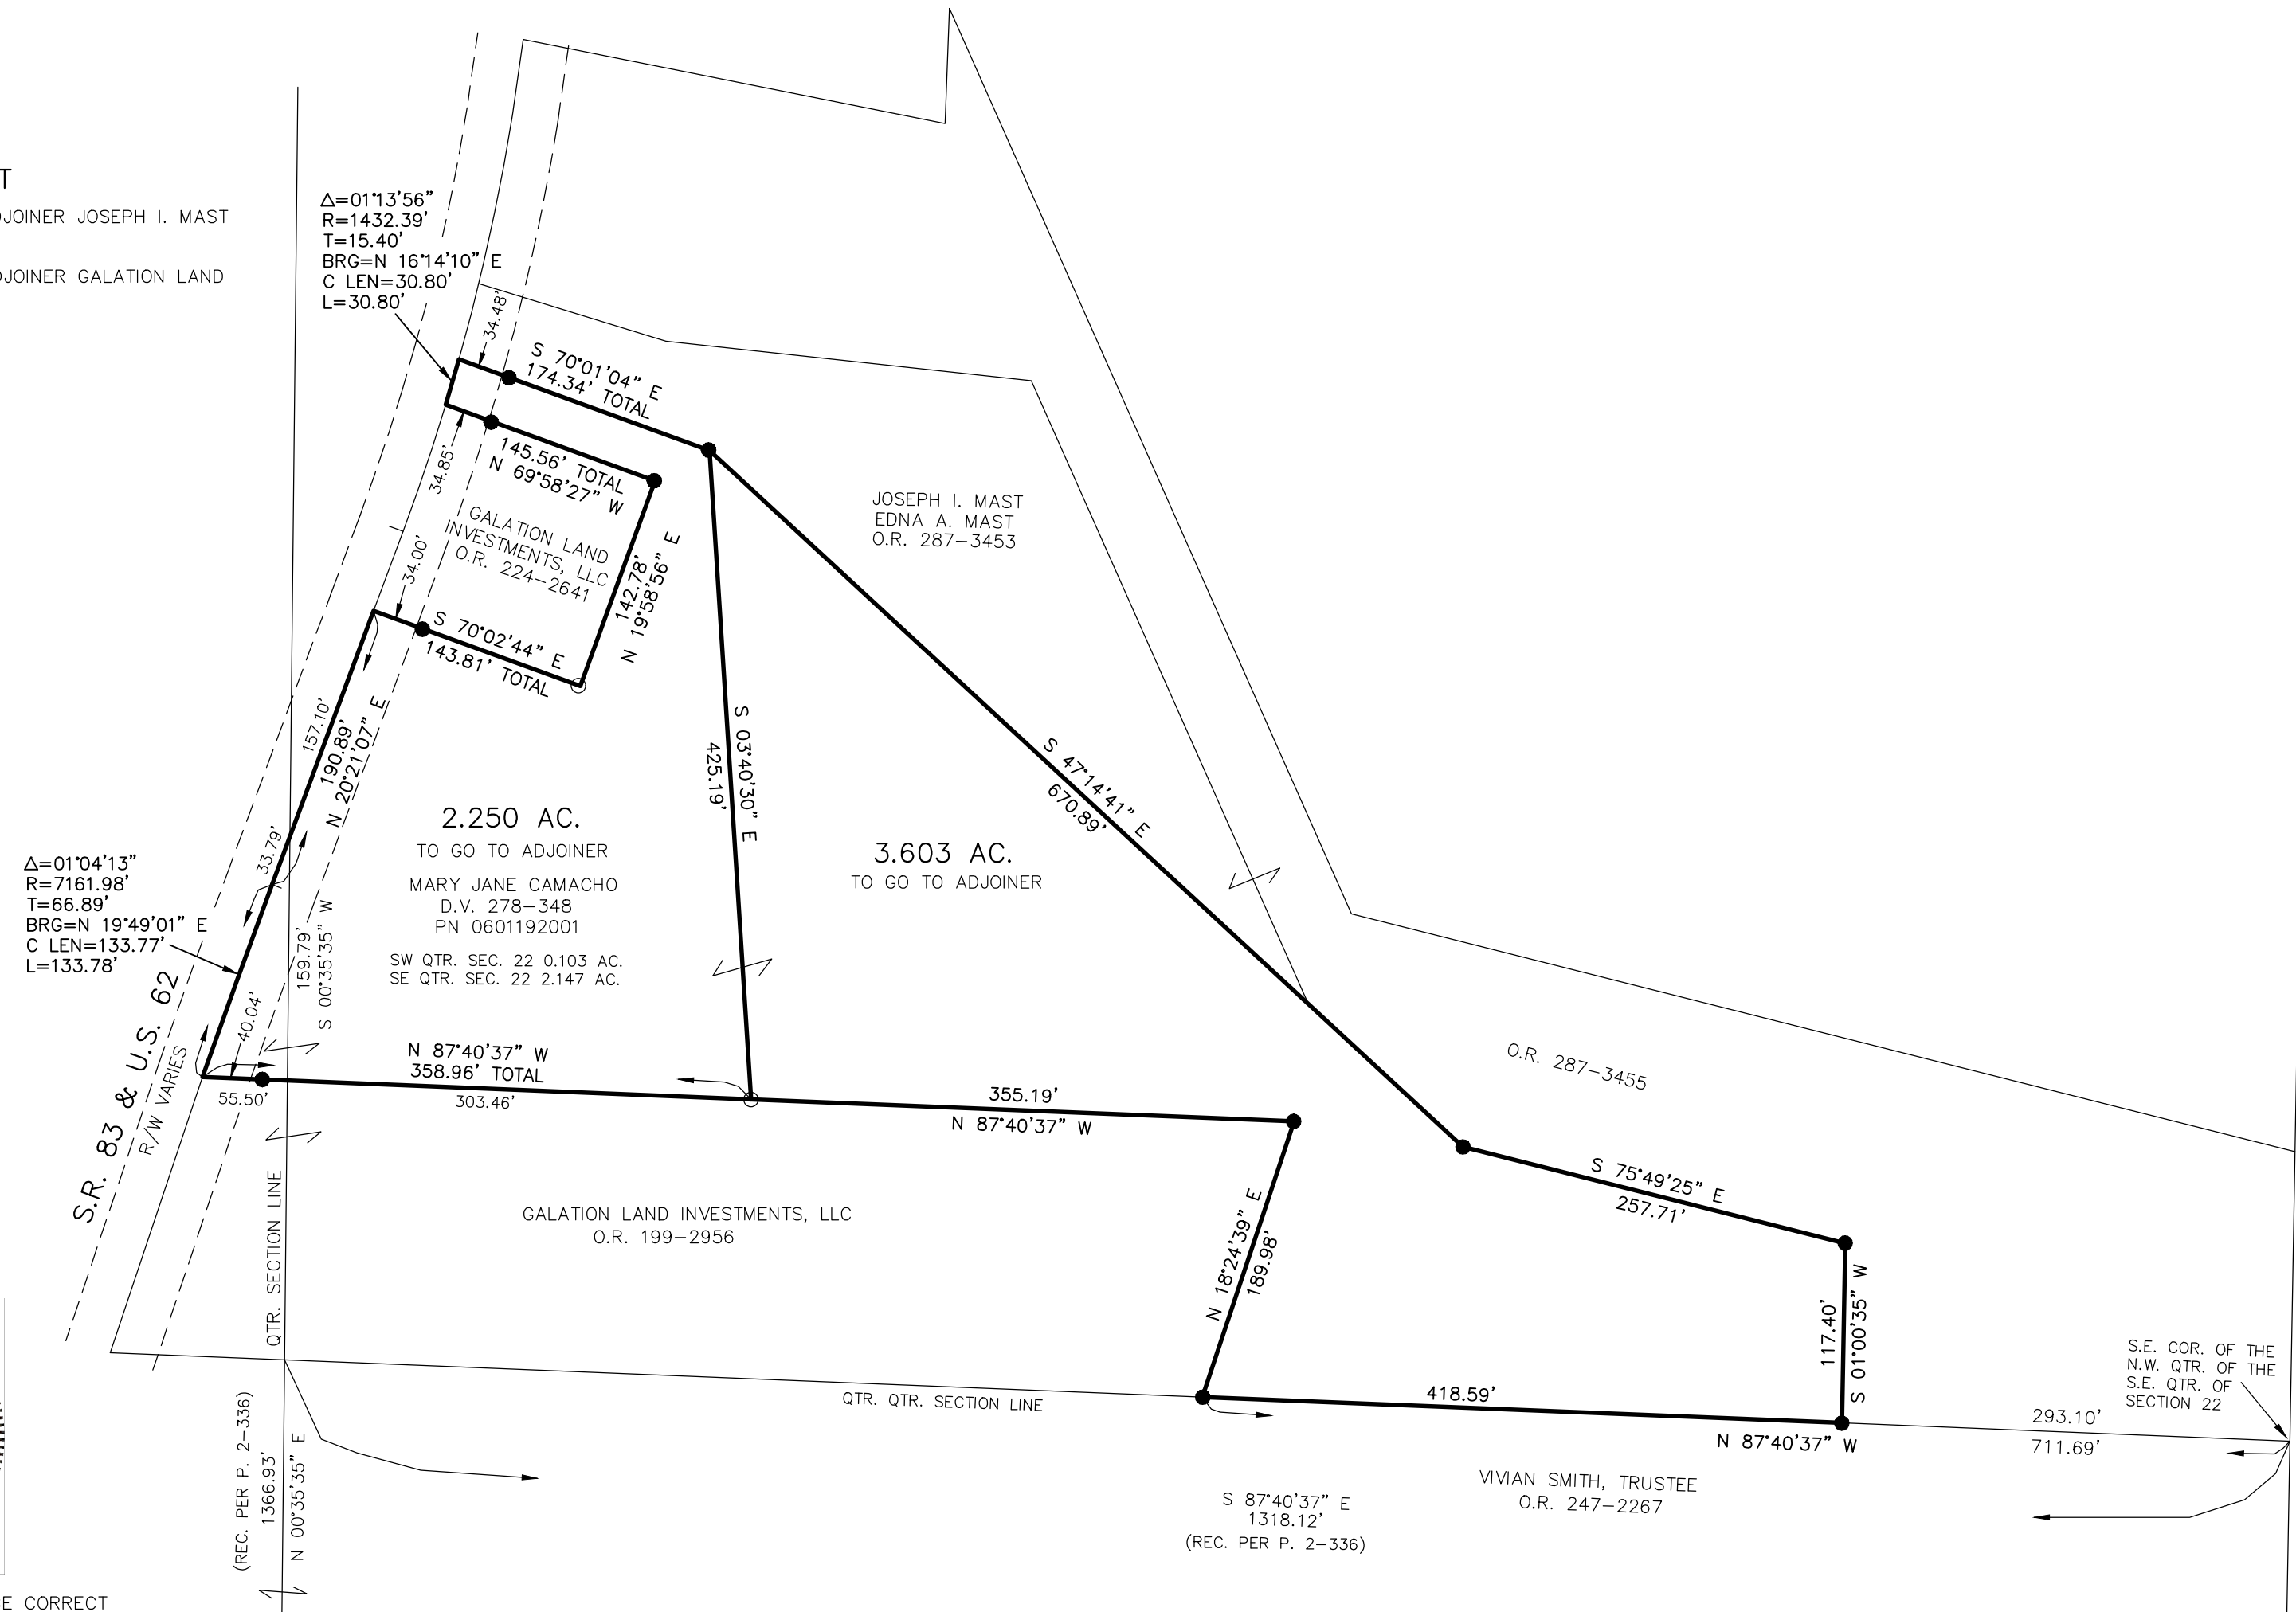 T
JOINER JOSEPH I. MAST
JOINER GALATION LAND
Δ=01°13'56"
R=1432.39'
T=15.40'
BRG=N 16°14'10" E
C LEN=30.80'
L=30.80'
34.48'
S 70°01'04" E
174.34' TOTAL
145.56' TOTAL
N 69°58'27" W
34.85'
GALATION LAND
INVESTMENTS, LLC
O.R. 224-2641
34.00'
142.78'
N 19°58'56" E
S 70°02'44" E
143.81' TOTAL
JOSEPH I. MAST
EDNA A. MAST
O.R. 287-3453
157.10'
190.89'
N 20°21'07" E
S 03°40'30" E
425.19'
S 47°14'41" E
670.89'
2.250 AC.
TO GO TO ADJOINER
MARY JANE CAMACHO
D.V. 278-348
PN 0601192001
SW QTR. SEC. 22 0.103 AC.
SE QTR. SEC. 22 2.147 AC.
3.603 AC.
TO GO TO ADJOINER
33.79'
Δ=01°04'13"
R=7161.98'
T=66.89'
BRG=N 19°49'01" E
C LEN=133.77'
L=133.78'
159.79'
S 00°35'35" W
40.04'
S.R. 83 & U.S. 62
R/W VARIES
N 87°40'37" W
358.96' TOTAL
55.50'
303.46'
355.19'
N 87°40'37" W
O.R. 287-3455
S 75°49'25" E
257.71'
GALATION LAND INVESTMENTS, LLC
O.R. 199-2956
N 18°24'39" E
189.98'
117.40'
S 01°00'35" W
QTR. SECTION LINE
QTR. QTR. SECTION LINE
418.59'
N 87°40'37" W
S.E. COR. OF THE
N.W. QTR. OF THE
S.E. QTR. OF
SECTION 22
293.10'
711.69'
(REC. PER P. 2-336)
1366.93'
N 00°35'35" E
S 87°40'37" E
1318.12'
(REC. PER P. 2-336)
VIVIAN SMITH, TRUSTEE
O.R. 247-2267
E CORRECT